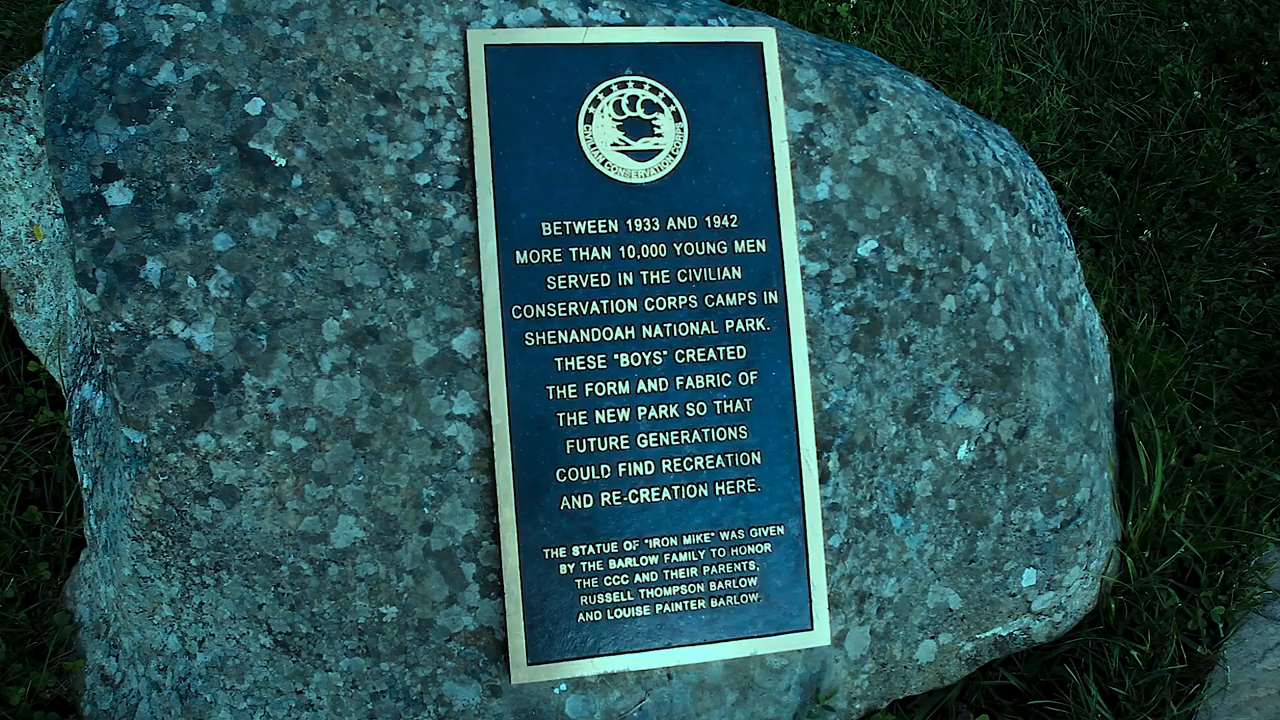 CIVILIAN CONSERVATION CORPS
BETWEEN 1933 AND 1942
MORE THAN 10,000 YOUNG MEN
SERVED IN THE CIVILIAN
CONSERVATION CORPS CAMPS IN
SHENANDOAH NATIONAL PARK.
THESE "BOYS" CREATED
THE FORM AND FABRIC OF
THE NEW PARK SO THAT
FUTURE GENERATIONS
COULD FIND RECREATION
AND RE-CREATION HERE.
THE STATUE OF "IRON MIKE" WAS GIVEN
BY THE BARLOW FAMILY TO HONOR
THE CCC AND THEIR PARENTS,
RUSSELL THOMPSON BARLOW
AND LOUISE PAINTER BARLOW.